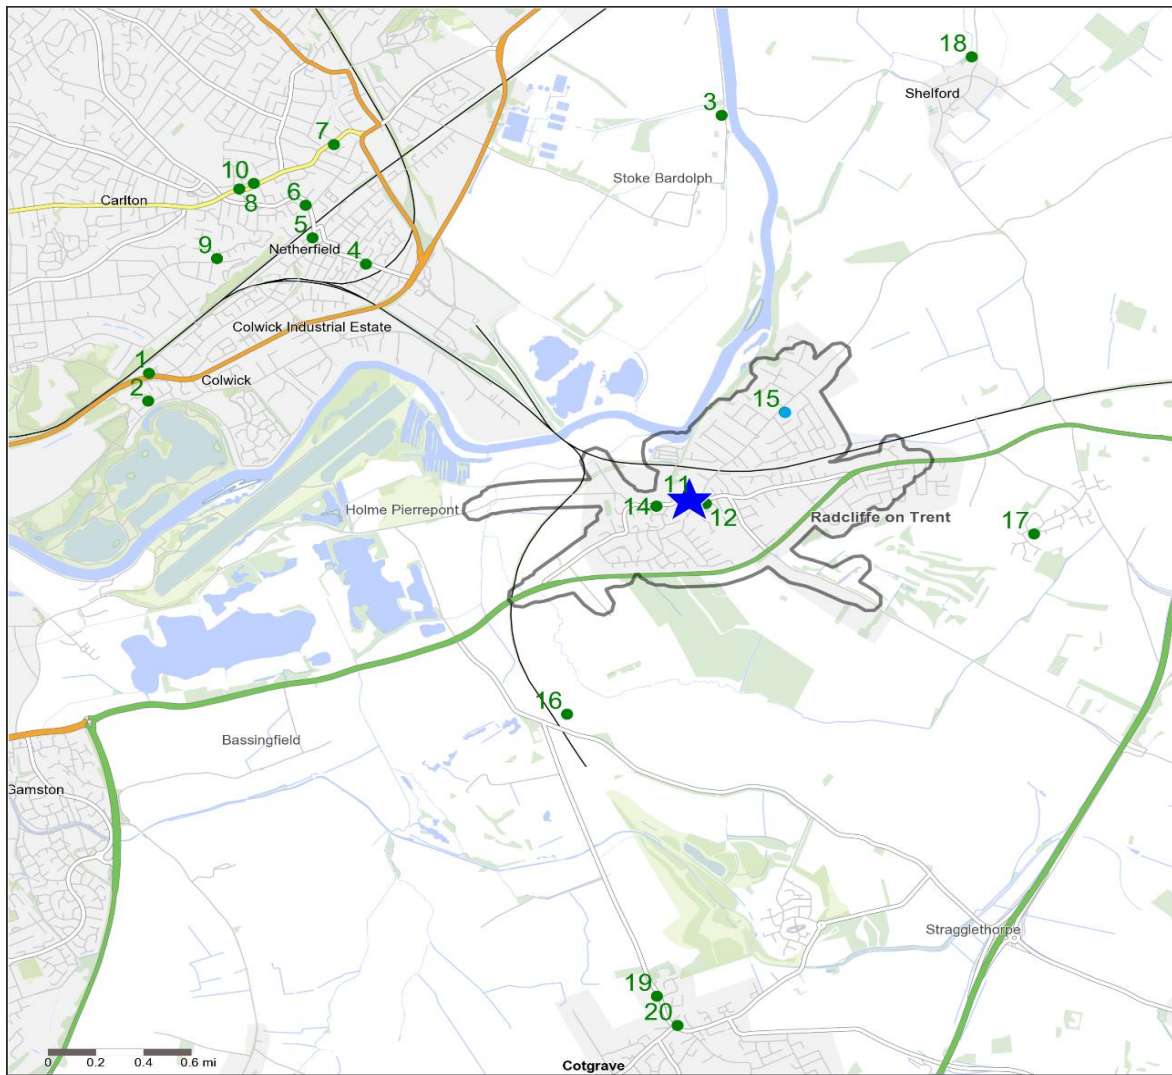 18
Shelford
3
7
Stoke Bardolph
10
Carlton
8
6
5
9
Netherfield
4
Colwick Industrial Estate
1
Colwick
2
15
11
Holme Pierrepont
14
12
Radcliffe on Trent
17
16
Bassingfield
Gamston
Stragglethorpe
19
20
0 0.2 0.4 0.6 mi
Cotgrave